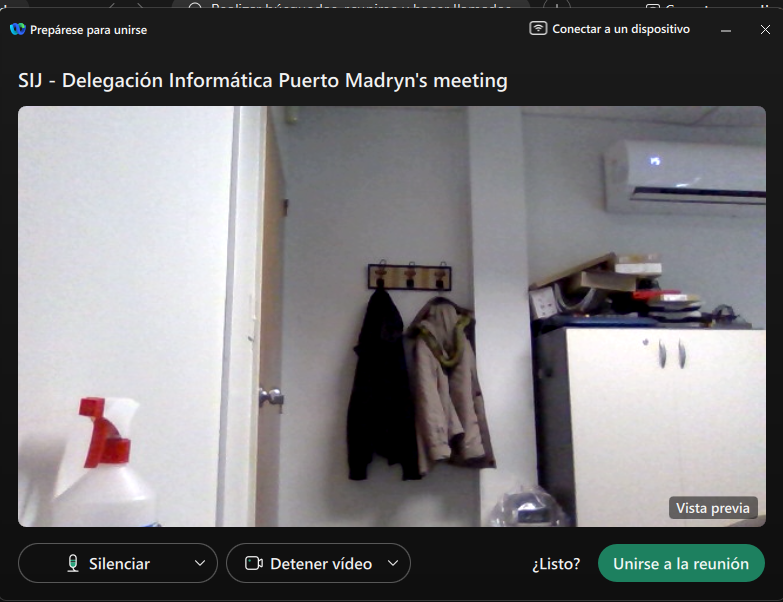 Prepárese para unirse
Conectar a un dispositivo
SIJ - Delegación Informática Puerto Madryn's meeting
Vista previa
Silenciar
Detener vídeo
¿Listo?
Unirse a la reunión